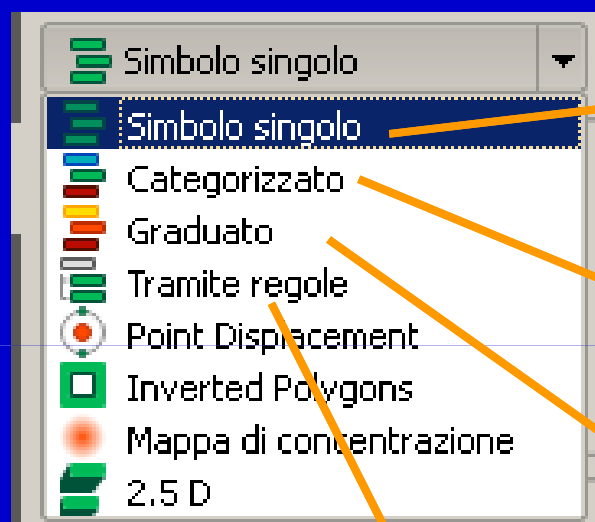 Simbolo singolo
Simbolo singolo
Categorizzato
Graduato
Tramite regole
Point Displacement
Inverted Polygons
Mappa di concentrazione
2.5 D